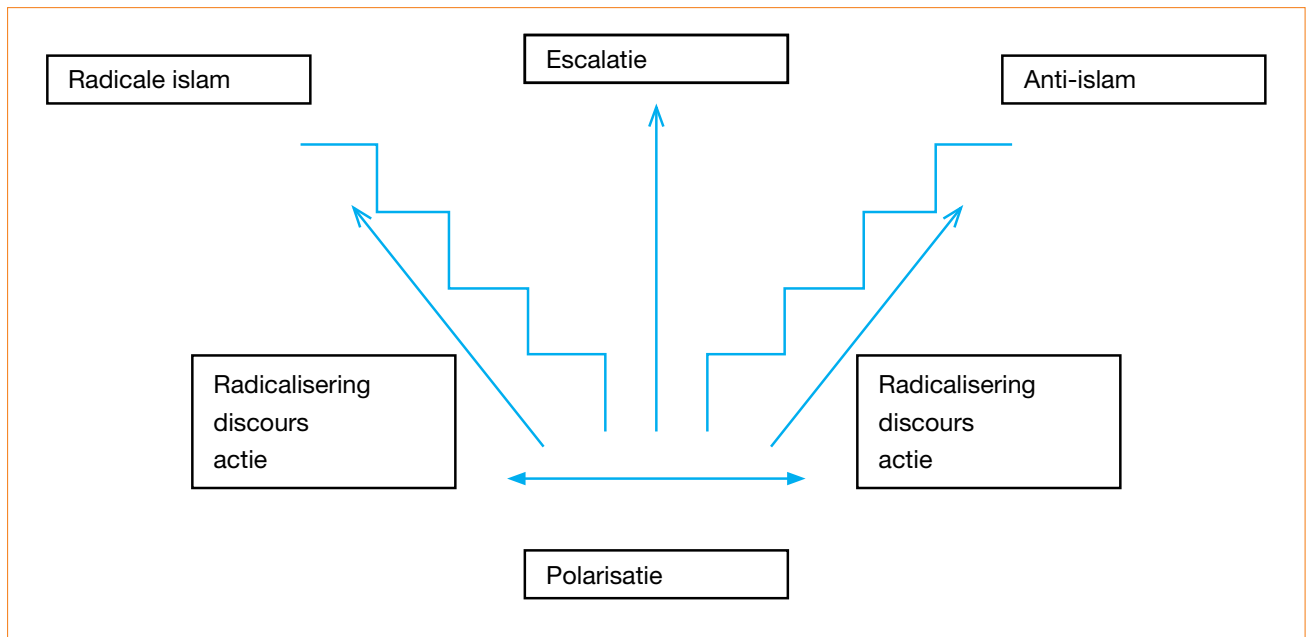 Radicale islam
Escalatie
Anti-islam
Radicalisering
discours
actie
Radicalisering
discours
actie
Polarisatie